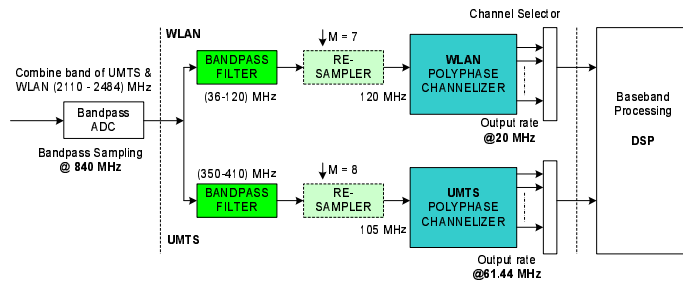 Channel Selector
WLAN
M = 7
BANDPASS
FILTER
RE-
SAMPLER
WLAN
POLYPHASE
CHANNELIZER
Combine band of UMTS &
WLAN (2110 - 2484) MHz
(36-120) MHz
120 MHz
Bandpass
ADC
Output rate
@20 MHz
Baseband
Processing
DSP
Bandpass Sampling
@ 840 MHz
(350-410) MHz
M = 8
BANDPASS
FILTER
RE-
SAMPLER
UMTS
POLYPHASE
CHANNELIZER
105 MHz
UMTS
Output rate
@61.44 MHz